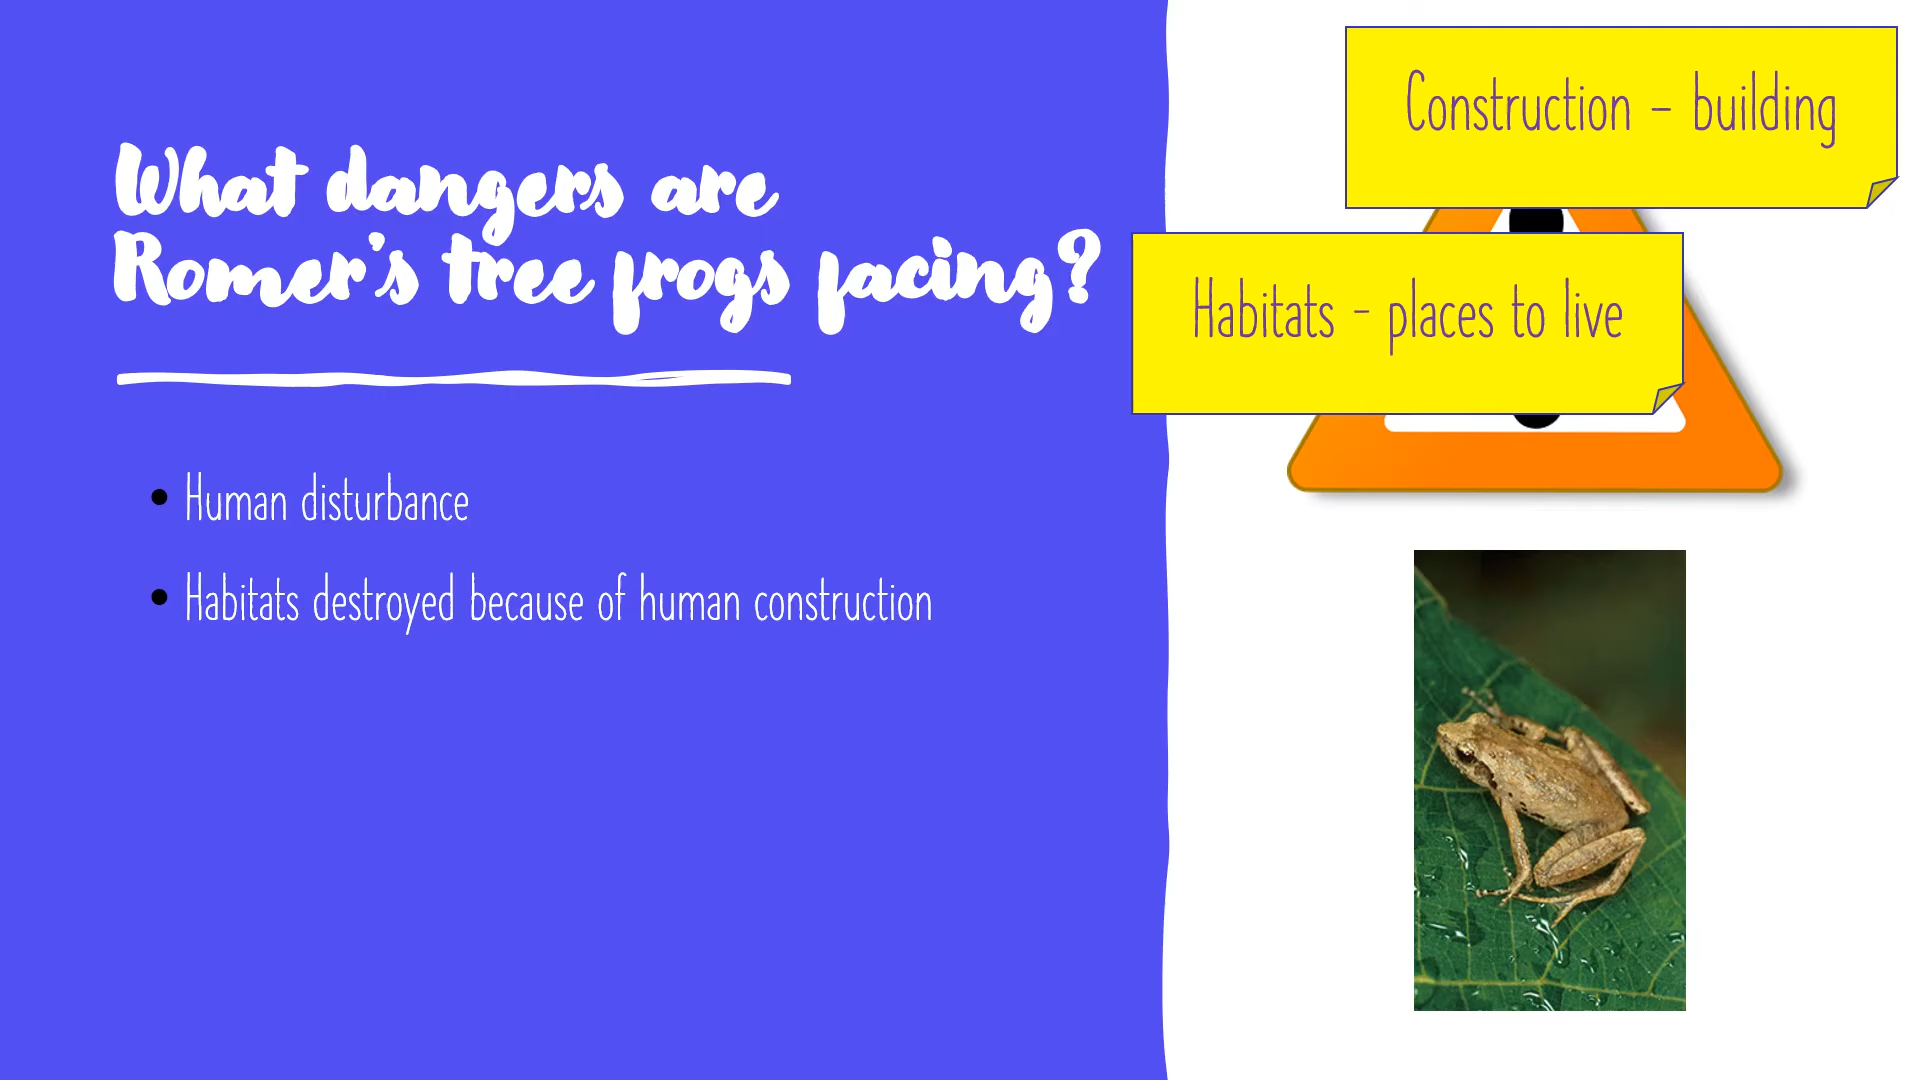 What dangers are
Romer's tree frogs facing?
Human disturbance
Habitats destroyed because of human construction
Construction – building
Habitats - places to live